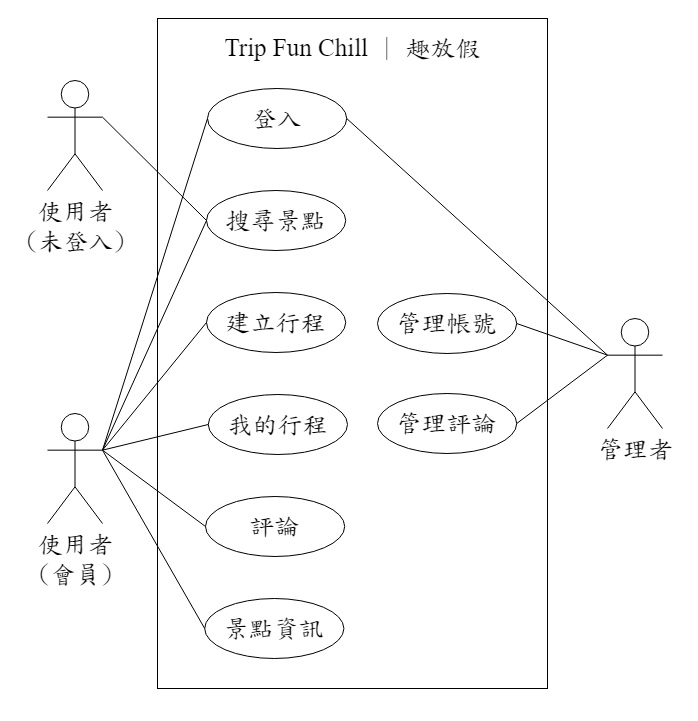 Trip Fun Chill ｜ 趣放假
登入
使用者
（未登入）
搜尋景點
建立行程
管理帳號
我的行程
管理評論
管理者
評論
使用者
（會員）
景點資訊